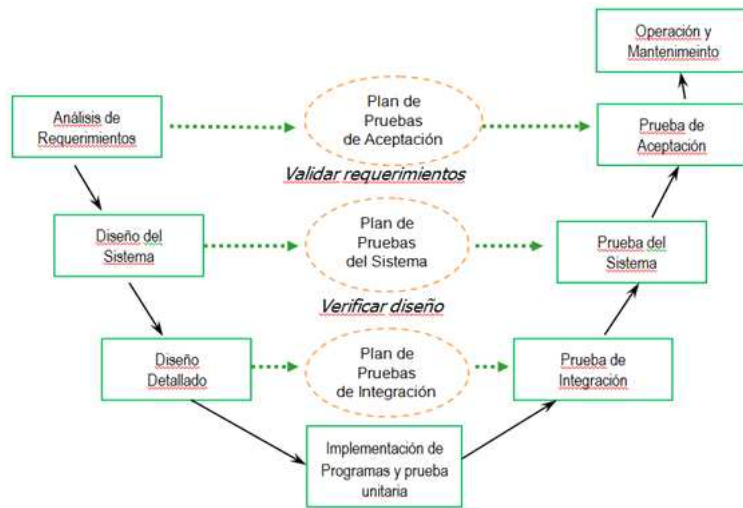 Operación y
Mantenimeinto
Análisis de
Requerimientos
Plan de
Pruebas
de Aceptación
Prueba de
Aceptación
Validar requerimientos
Diseño del
Sistema
Plan de
Pruebas
del Sistema
Prueba del
Sistema
Verificar diseño
Diseño
Detallado
Plan de
Pruebas
de Integración
Prueba de
Integración
Implementación de
Programas y prueba
unitaria